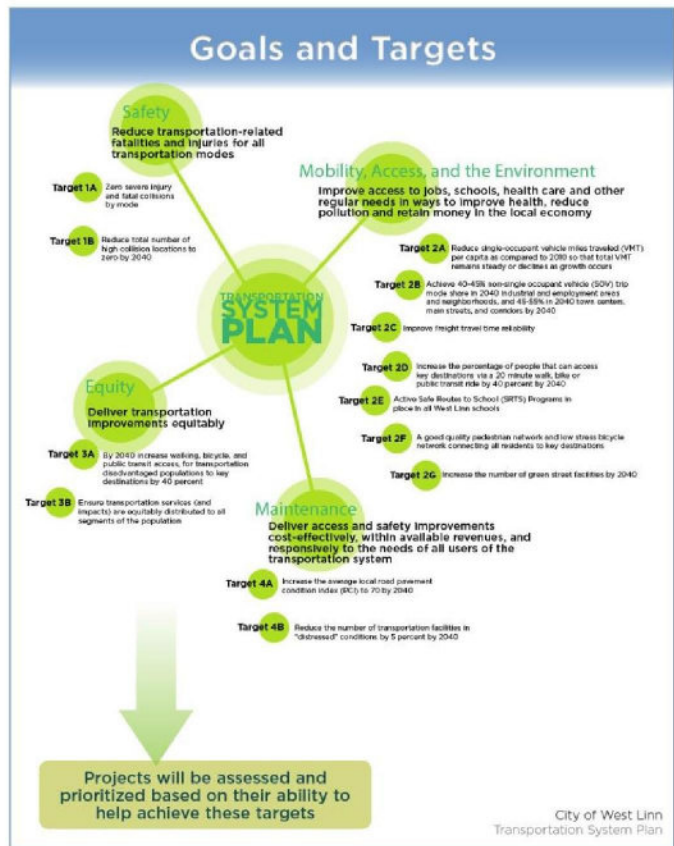 Goals and Targets
Safety
Reduce transportation-related
fatalities and injuries for all
transportation modes
Target 1A
Zero severe injury
and fatal collisions
by mode
Target 1B
Reduce total number of
high collision locations to
zero by 2040
Mobility, Access, and the Environment
Improve access to jobs, schools, health care and other
regular needs in ways to improve health, reduce
pollution and retain money in the local economy
Target 2A
Reduce single-occupant vehicle miles traveled (VMT)
per capita as compared to 2010 so that total VMT
remains steady or declines as growth occurs
Target 2B
Achieve 40-45% non-single occupant vehicle (SOV) trip
mode share in 2040 industrial and employment areas
and neighborhoods, and 45-55% in 2040 town centers,
main streets, and corridors by 2040
Target 2C
Improve freight travel time reliability
Target 2D
Increase the percentage of people that can access
key destinations via a 20 minute walk, bike or
public transit ride by 40 percent by 2040
Target 2E
Active Safe Routes to School (SRTS) Programs in
place in all West Linn schools
Target 2F
A good quality pedestrian network and low stress bicycle
network connecting all residents to key destinations
Target 2G
Increase the number of green street facilities by 2040
TRANSPORTATION
SYSTEM
PLAN
Equity
Deliver transportation
improvements equitably
Target 3A
By 2040 increase walking, bicycle, and
public transit access, for transportation
disadvantaged populations to key
destinations by 40 percent
Target 3B
Ensure transportation services (and
impacts) are equitably distributed to all
segments of the population
Maintenance
Deliver access and safety improvements
cost-effectively, within available revenues, and
responsively to the needs of all users of the
transportation system
Target 4A
Increase the average local road pavement
condition index (PCI) to 70 by 2040
Target 4B
Reduce the number of transportation facilities in
"distressed" conditions by 5 percent by 2040
Projects will be assessed and
prioritized based on their ability to
help achieve these targets
City of West Linn
Transportation System Plan